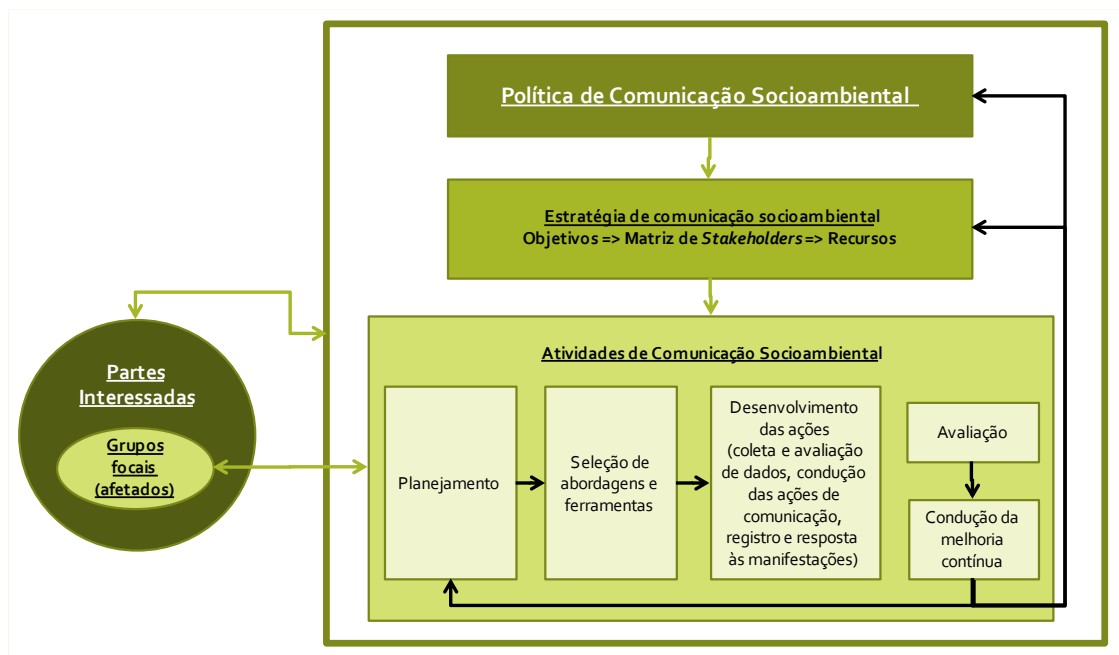 Política de Comunicação Socioambiental
Estratégia de comunicação socioambiental
Objetivos => Matriz de Stakeholders => Recursos
Partes
Interessadas
Grupos
focais
(afetados)
Atividades de Comunicação Socioambiental
Planejamento
Seleção de
abordagens e
ferramentas
Desenvolvimento
das ações
(coleta e avaliação
de dados, condução
das ações de
comunicação,
registro e resposta
às manifestações)
Avaliação
Condução da
melhoria
contínua